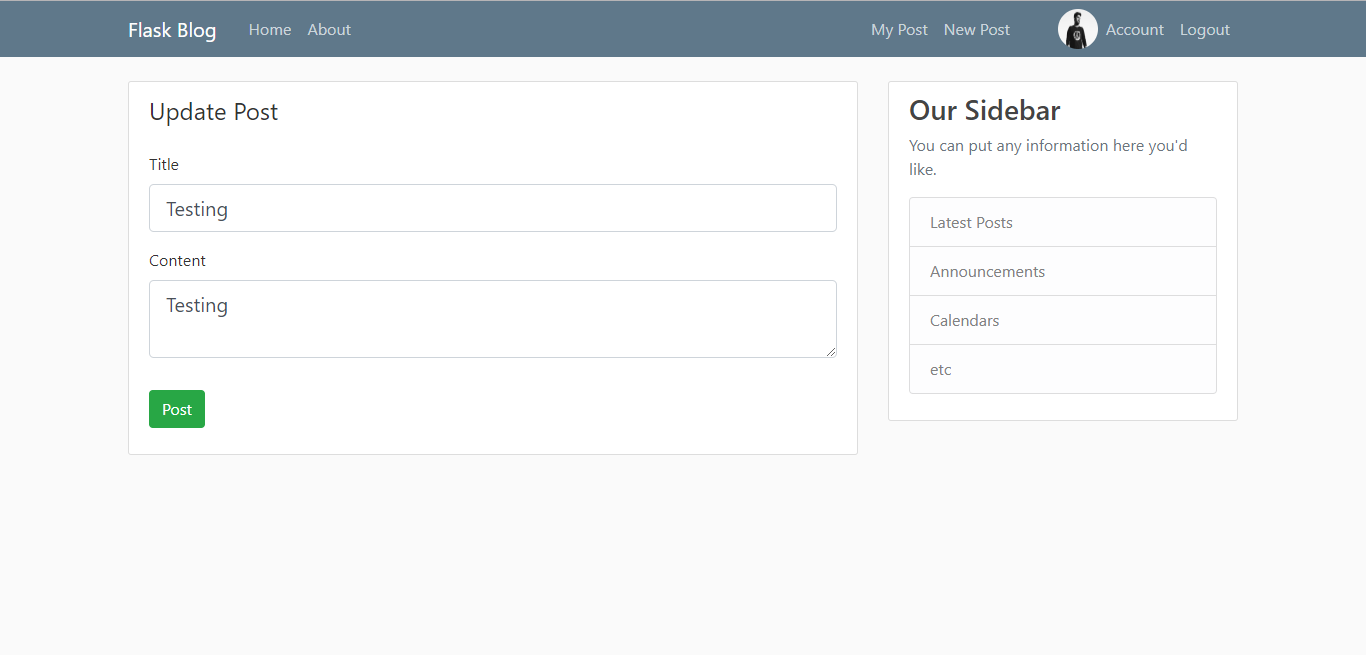 Flask Blog Home About My Post New Post Account Logout
Update Post
Title
Testing
Content
Testing
Post
Our Sidebar
You can put any information here you'd
like.
Latest Posts
Announcements
Calendars
etc